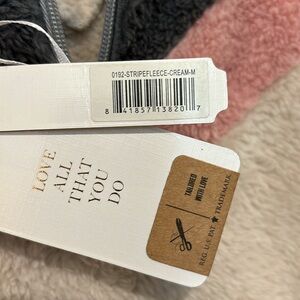 0192-STRIPEFLEECE-CREAM-M
8 41857 13820 7
LOVE
ALL
THAT
YOU
DO
TAILORED
WITH LOVE
REG. U.S. PAT. TRADEMARK